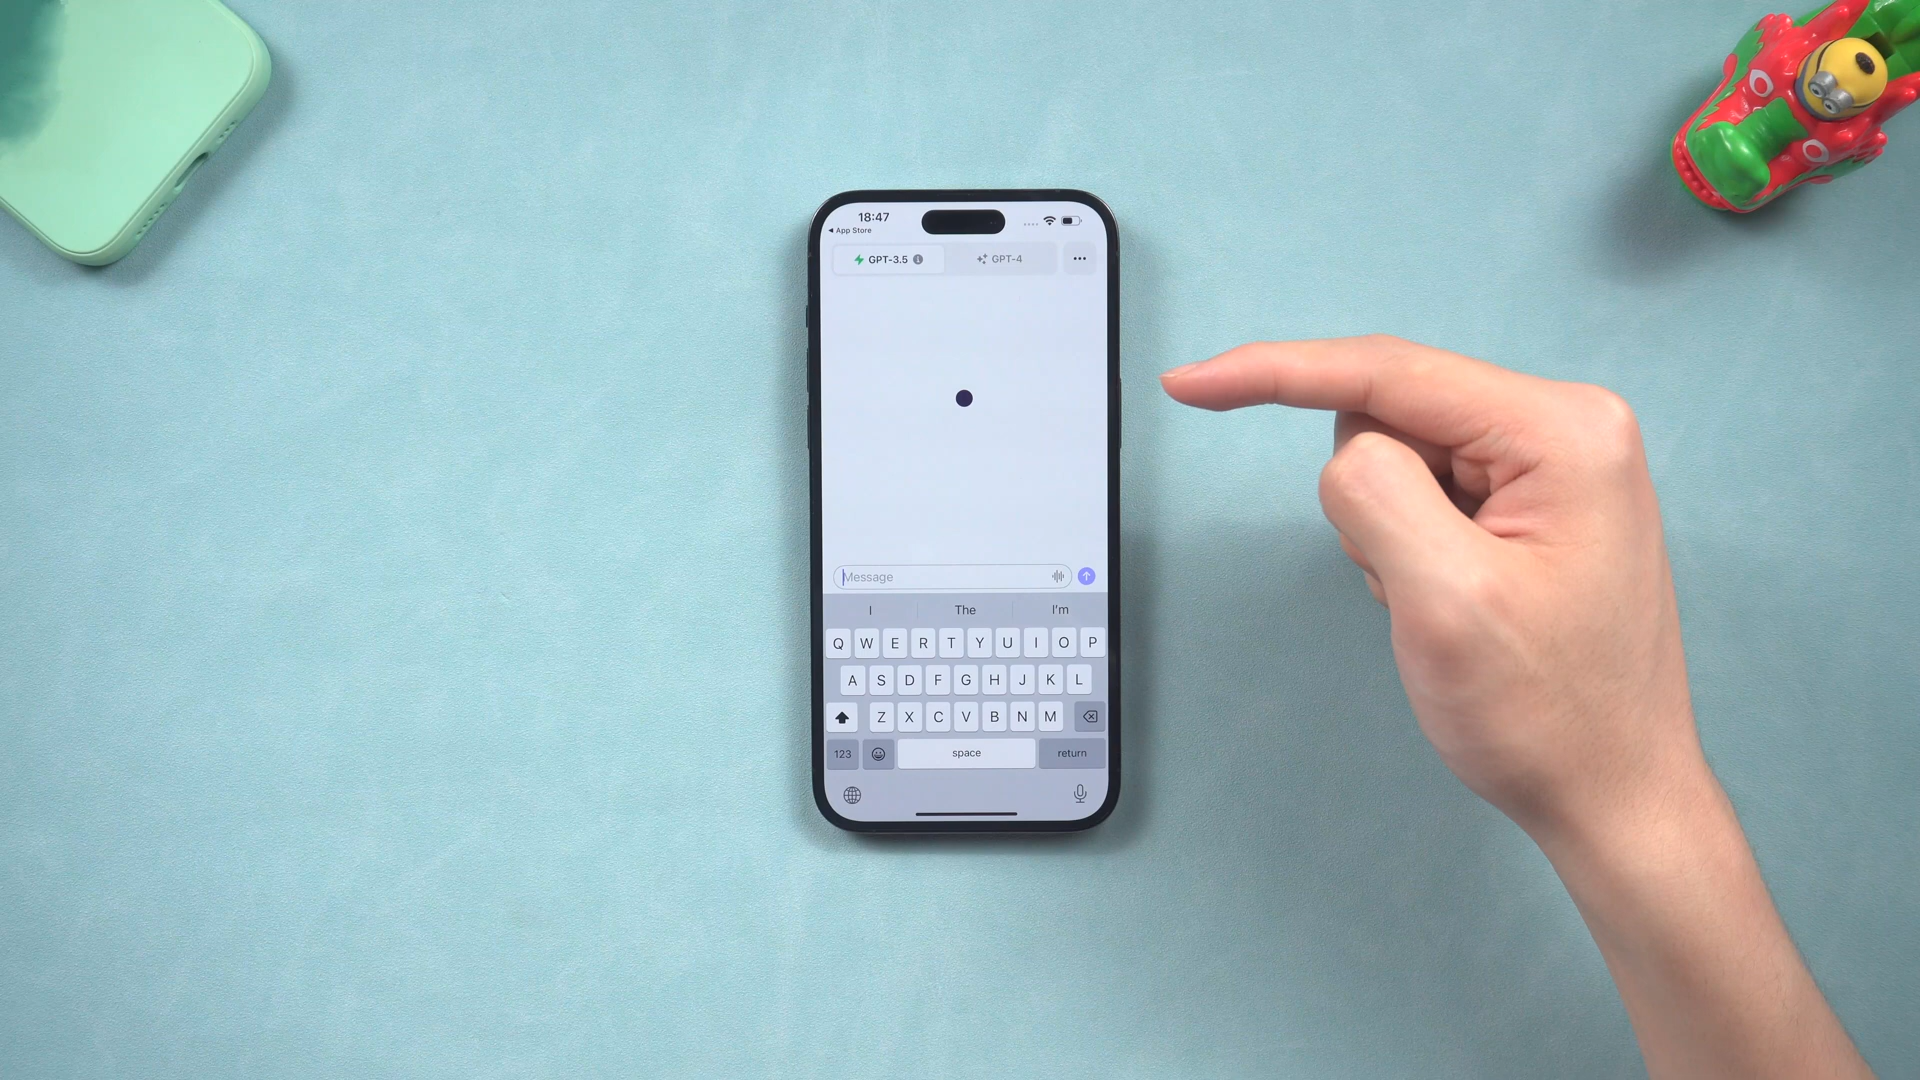 18:47
App Store
GPT-3.5 GPT-4
Message
I The I'm
Q W E R T Y U I O P
A S D F G H J K L
Z X C V B N M
123 space return